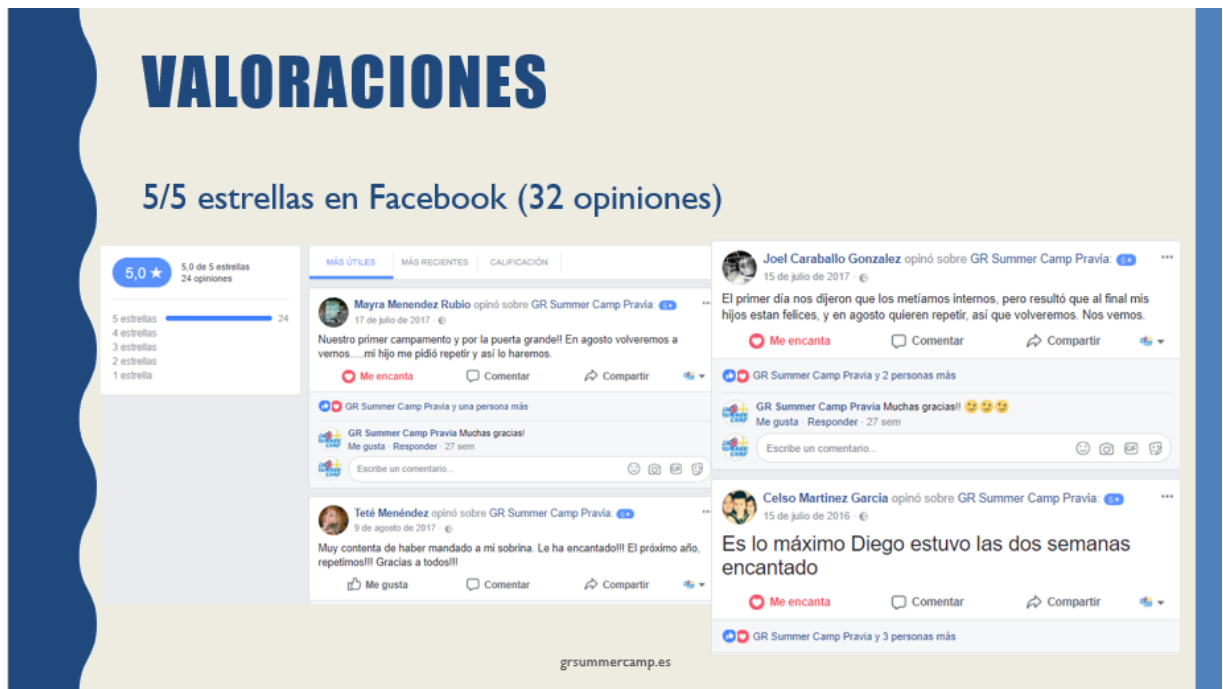 VALORACIONES
5/5 estrellas en Facebook (32 opiniones)
5,0 ★
5,0 de 5 estrellas
24 opiniones
5 estrellas 24
4 estrellas
3 estrellas
2 estrellas
1 estrella
MÁS ÚTILES MÁS RECIENTES CALIFICACIÓN
Mayra Menendez Rubio opinó sobre GR Summer Camp Pravia: 5★
17 de julio de 2017 ·
Nuestro primer campamento y por la puerta grande!! En agosto volveremos a
vernos.....mi hijo me pidió repetir y así lo haremos.
Me encanta Comentar Compartir
GR Summer Camp Pravia y una persona más
GR Summer Camp Pravia Muchas gracias!
Me gusta · Responder · 27 sem
Escribe un comentario...
Teté Menéndez opinó sobre GR Summer Camp Pravia: 5★
9 de agosto de 2017 ·
Muy contenta de haber mandado a mi sobrina. Le ha encantado!!! El próximo año,
repetimos!!! Gracias a todos!!!
Me gusta Comentar Compartir
Joel Caraballo Gonzalez opinó sobre GR Summer Camp Pravia: 5★
15 de julio de 2017 ·
El primer día nos dijeron que los metíamos internos, pero resultó que al final mis
hijos estan felices, y en agosto quieren repetir, así que volveremos. Nos vemos.
Me encanta Comentar Compartir
GR Summer Camp Pravia y 2 personas más
GR Summer Camp Pravia Muchas gracias!! 😉😉😉
Me gusta · Responder · 27 sem
Escribe un comentario...
Celso Martinez Garcia opinó sobre GR Summer Camp Pravia: 5★
15 de julio de 2016 ·
Es lo máximo Diego estuvo las dos semanas
encantado
Me encanta Comentar Compartir
GR Summer Camp Pravia y 3 personas más
grsummercamp.es